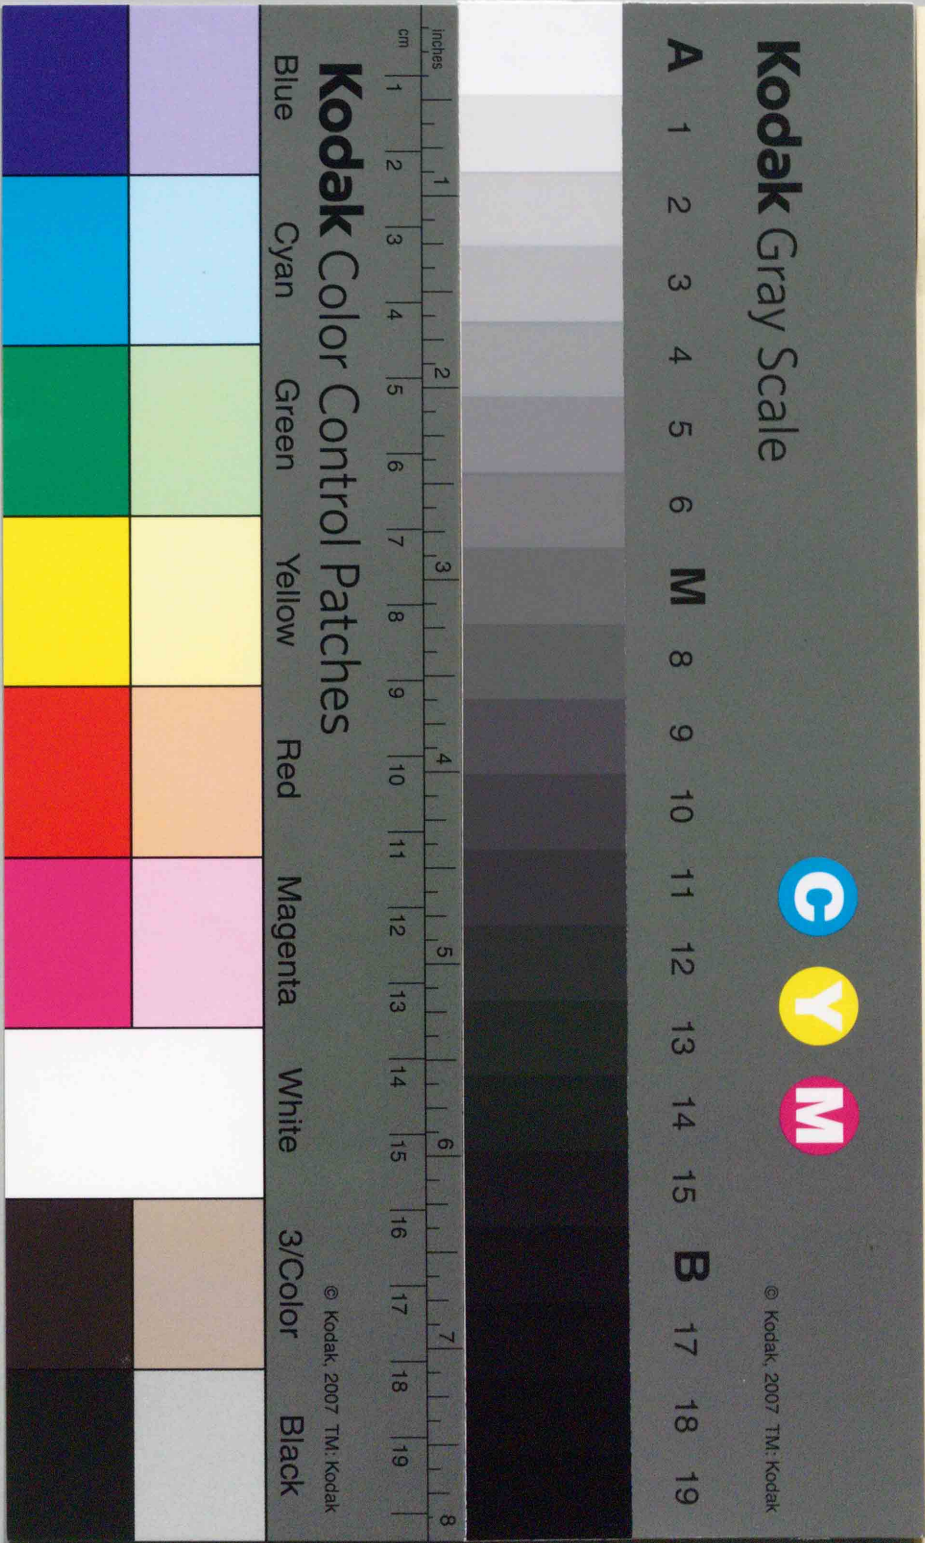 Kodak Gray Scale
C Y M
© Kodak, 2007 TM: Kodak
A 1 2 3 4 5 6 M 8 9 10 11 12 13 14 15 B 17 18 19
inches 1 2 3 4 5 6 7 8
cm 1 2 3 4 5 6 7 8 9 10 11 12 13 14 15 16 17 18 19
Kodak Color Control Patches
© Kodak, 2007 TM: Kodak
Blue Cyan Green Yellow Red Magenta White 3/Color Black